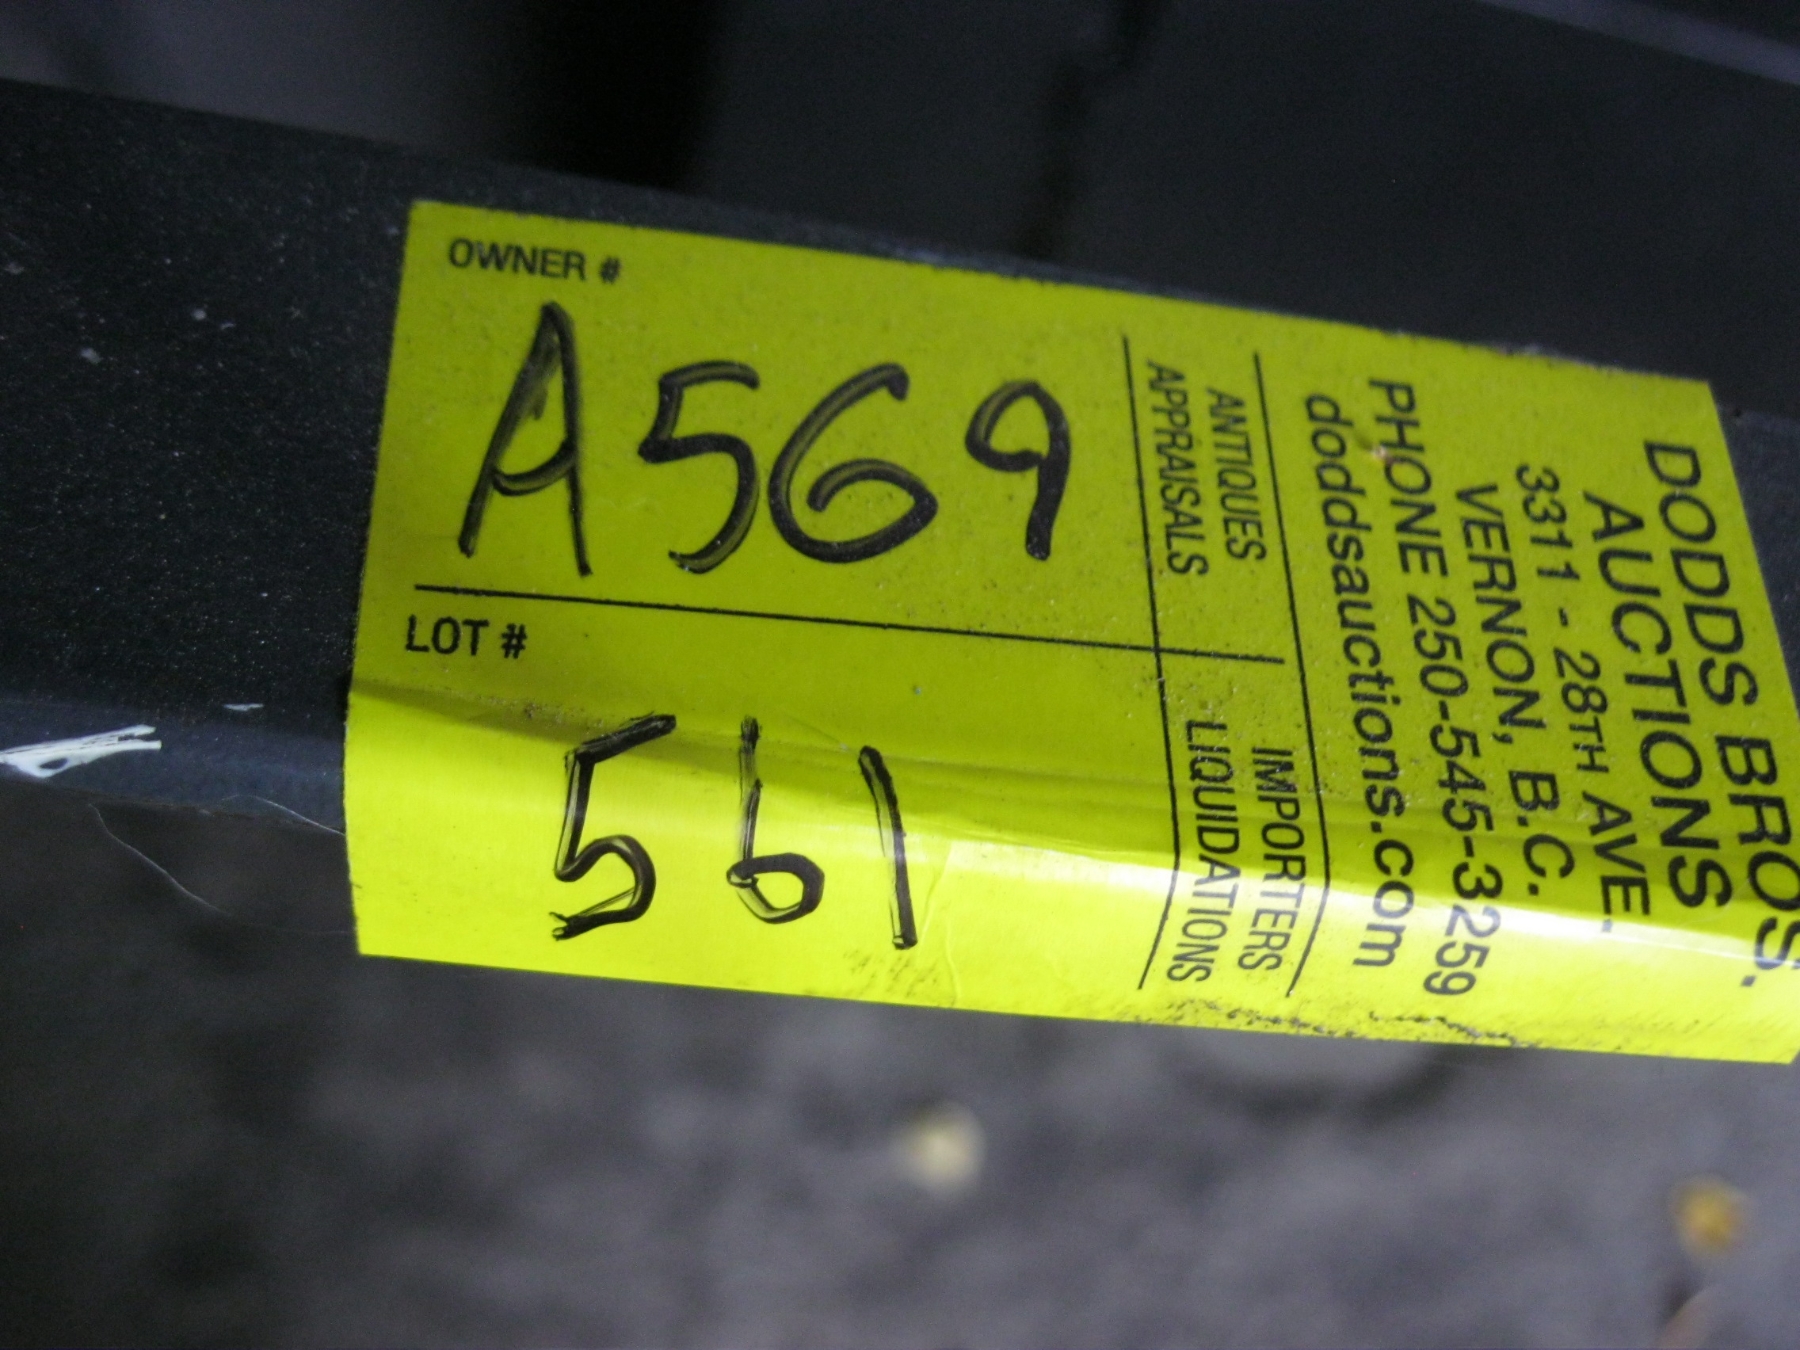 OWNER #
A569
LOT #
561
ANTIQUES
APPRAISALS
IMPORTERS
LIQUIDATIONS
DODDS BROS.
AUCTIONS
3311 - 28TH AVE.
VERNON, B.C.
PHONE 250-545-3259
doddsauctions.com